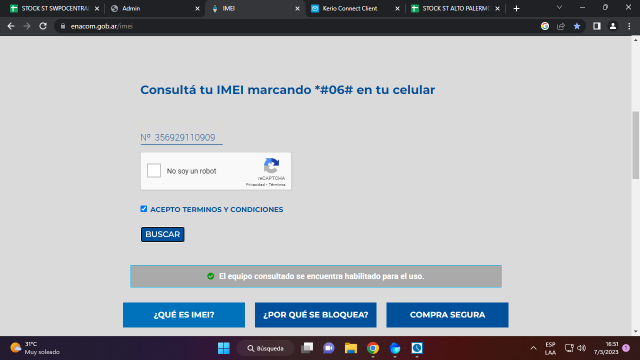 STOCK ST SWPOCENTRAL
Admin
IMEI
Kerio Connect Client
STOCK ST ALTO PALERMO
enacom.gob.ar/imei
Consultá tu IMEI marcando *#06# en tu celular
Nº 356929110909
No soy un robot
reCAPTCHA
Privacidad - Términos
ACEPTO TERMINOS Y CONDICIONES
BUSCAR
El equipo consultado se encuentra habilitado para el uso.
¿QUÉ ES IMEI?
¿POR QUÉ SE BLOQUEA?
COMPRA SEGURA
31°C
Muy soleado
Búsqueda
ESP
LAA
16:51
7/3/2023